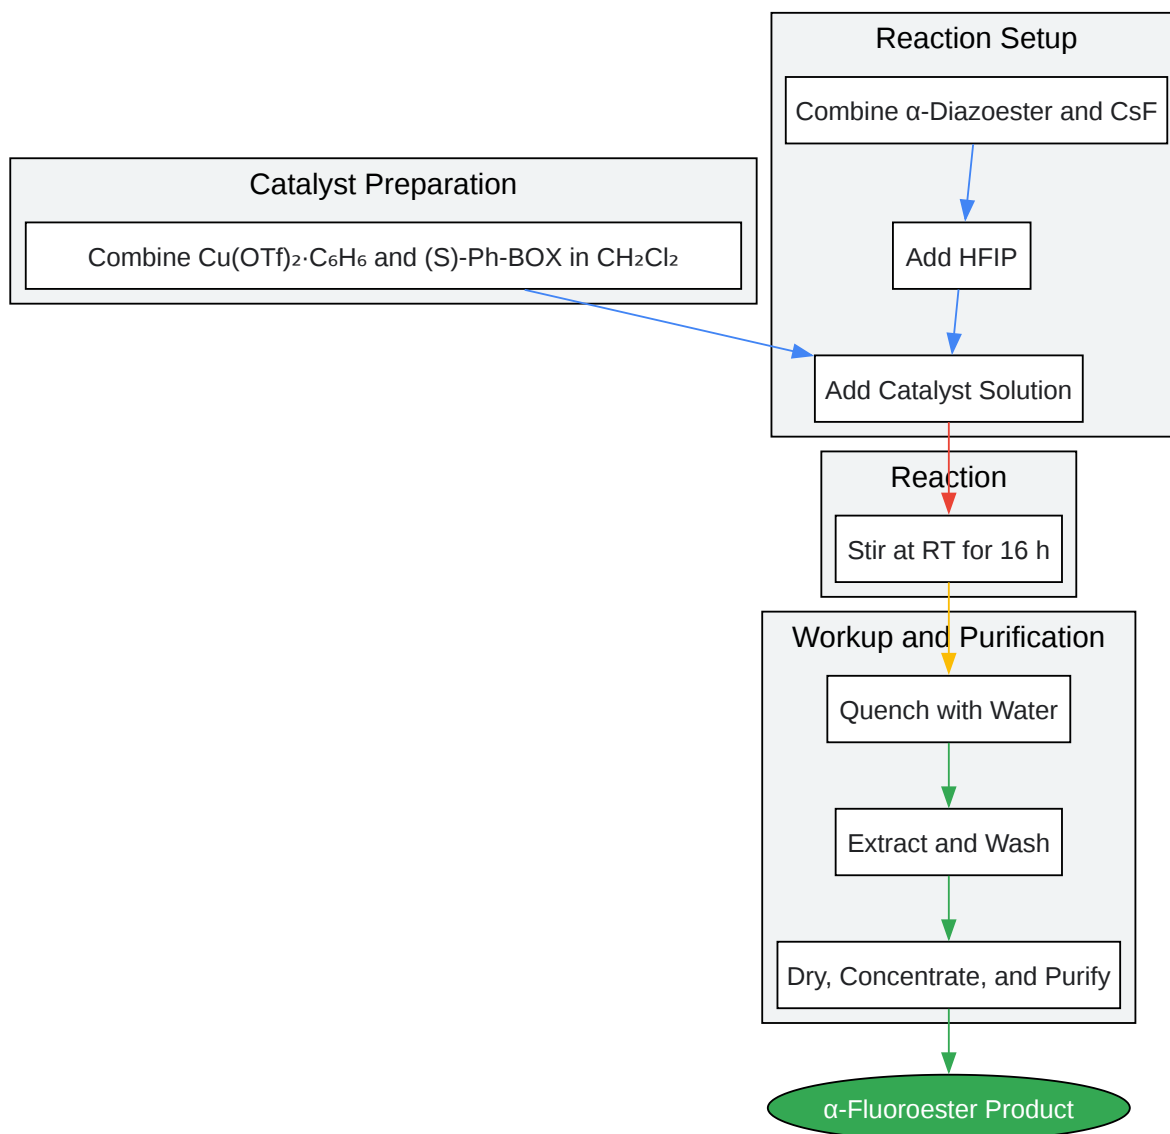 Reaction Setup
Combine α-Diazoester and CsF
Catalyst Preparation
Combine Cu(OTf)₂·C₆H₆ and (S)-Ph-BOX in CH₂Cl₂
Add HFIP
Add Catalyst Solution
Reaction
Stir at RT for 16 h
Workup and Purification
Quench with Water
Extract and Wash
Dry, Concentrate, and Purify
α-Fluoroester Product